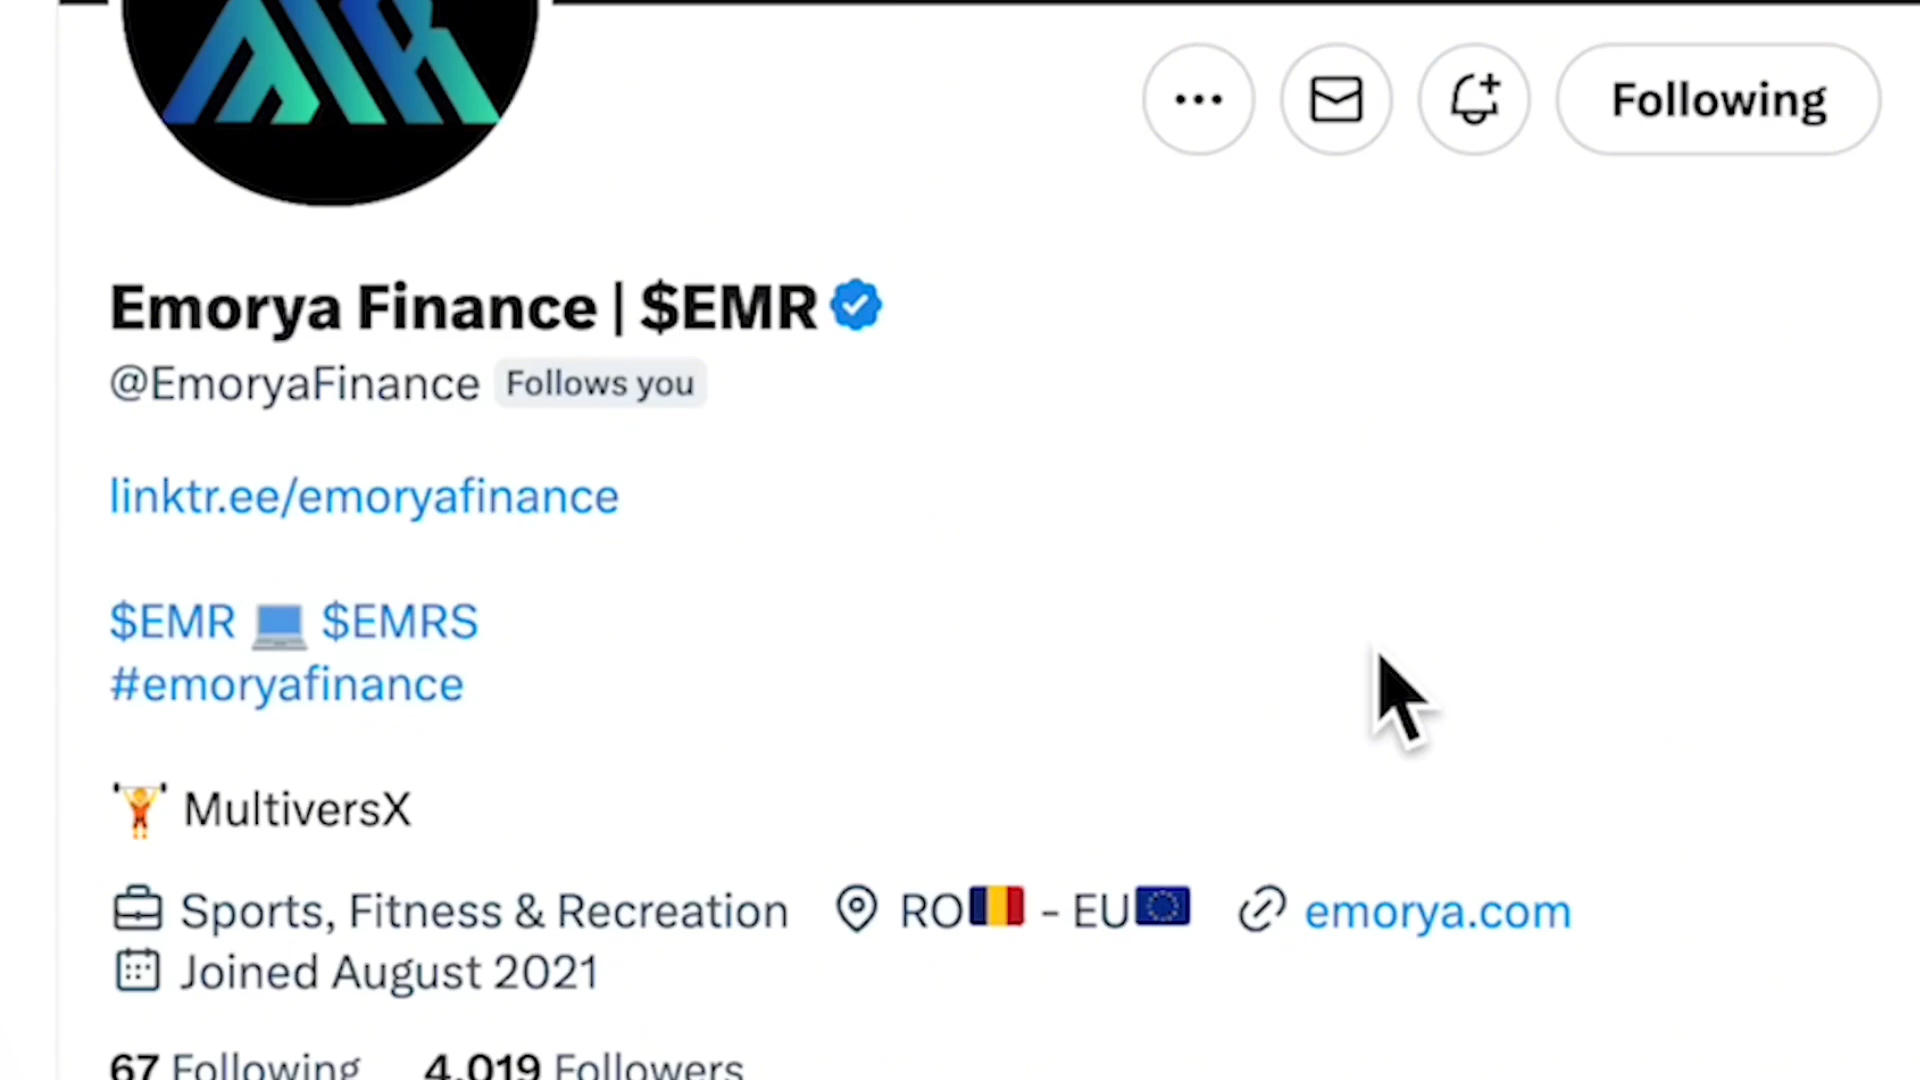 Following
Emorya Finance | $EMR
@EmoryaFinance Follows you
linktr.ee/emoryafinance
$EMR 💻 $EMRS
#emoryafinance
🏋 MultiversX
Sports, Fitness & Recreation RO🇷🇴 - EU🇪🇺 emorya.com
Joined August 2021
67 Following 4,019 Followers